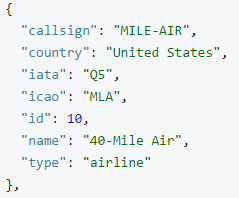 {
  "callsign": "MILE-AIR",
  "country": "United States",
  "iata": "Q5",
  "icao": "MLA",
  "id": 10,
  "name": "40-Mile Air",
  "type": "airline"
},